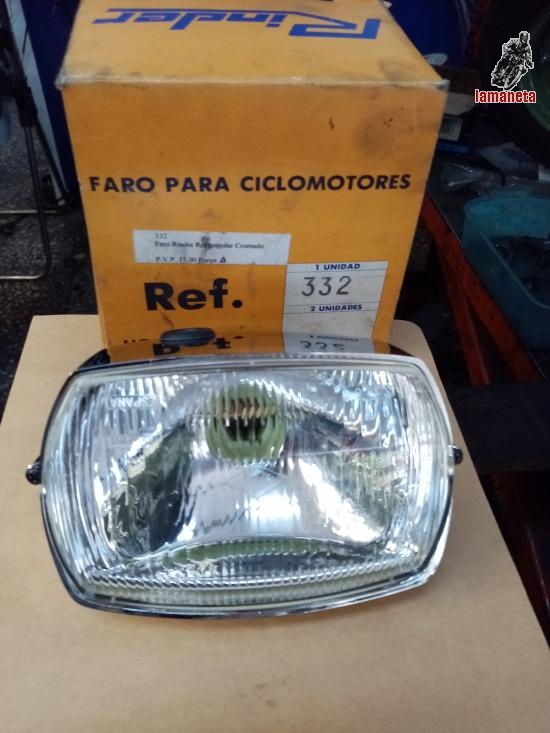 Rinder
lamaneta
FARO PARA CICLOMOTORES
332
Faro Rinder Rectangular Cromado
P.V.P. 15,00 Euros
Ref.
1 UNIDAD
332
2 UNIDADES
335